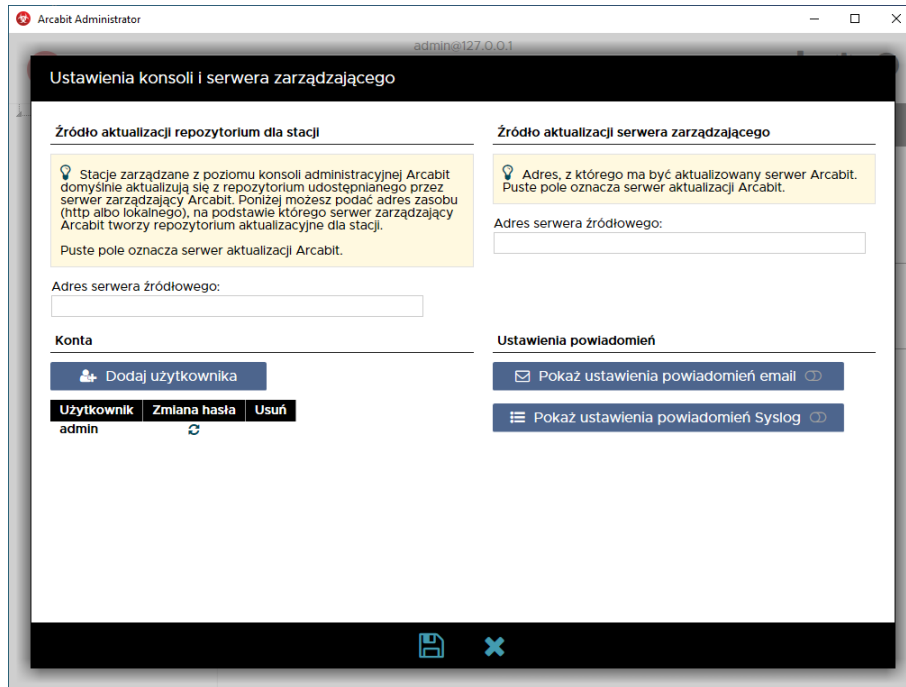 Arcabit Administrator
admin@127.0.0.1
Ustawienia konsoli i serwera zarządzającego
Źródło aktualizacji repozytorium dla stacji
Stacje zarządzane z poziomu konsoli administracyjnej Arcabit
domyślnie aktualizują się z repozytorium udostępnianego przez
serwer zarządzający Arcabit. Poniżej możesz podać adres zasobu
(http albo lokalnego), na podstawie którego serwer zarządzający
Arcabit tworzy repozytorium aktualizacyjne dla stacji.
Puste pole oznacza serwer aktualizacji Arcabit.
Adres serwera źródłowego:
Źródło aktualizacji serwera zarządzającego
Adres, z którego ma być aktualizowany serwer Arcabit.
Puste pole oznacza serwer aktualizacji Arcabit.
Adres serwera źródłowego:
Konta
Dodaj użytkownika
Użytkownik Zmiana hasła Usuń
admin
Ustawienia powiadomień
Pokaż ustawienia powiadomień email
Pokaż ustawienia powiadomień Syslog